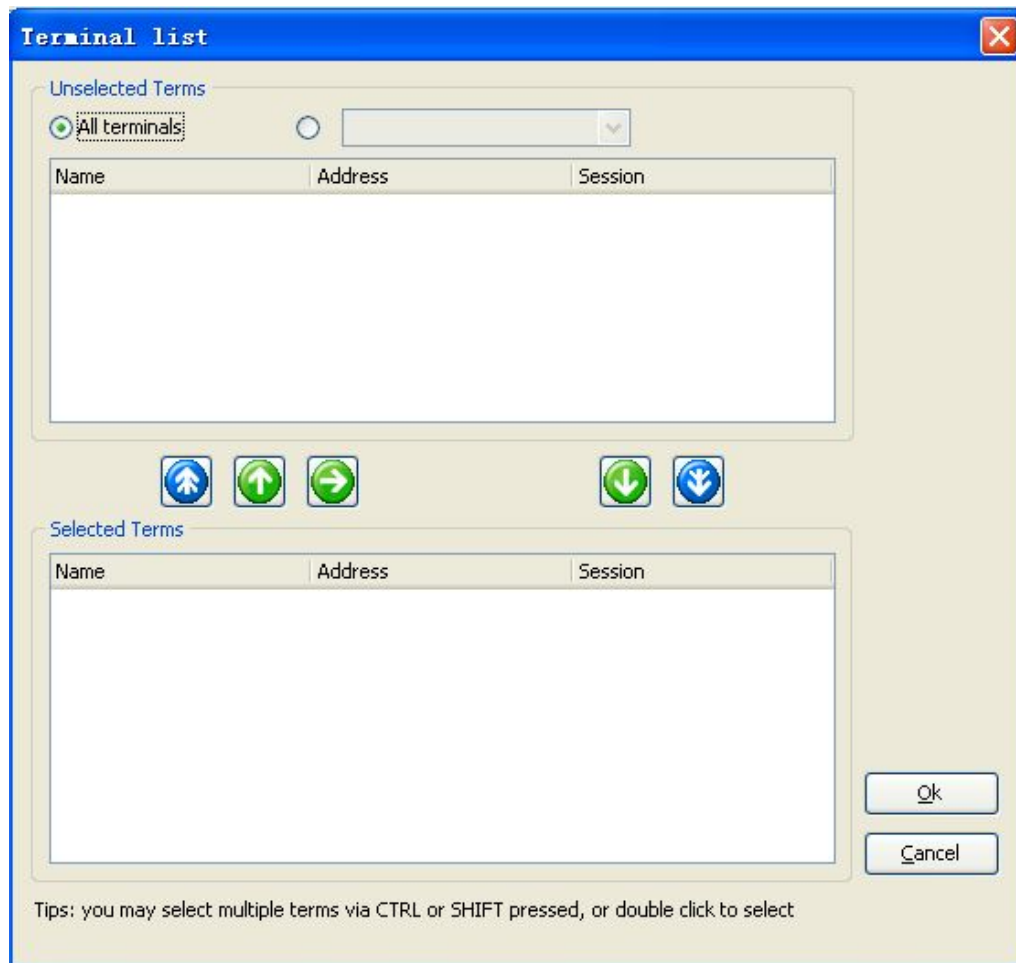 Terminal list
Unselected Terms
All terminals
Name Address Session
Selected Terms
Name Address Session
Ok
Cancel
Tips: you may select multiple terms via CTRL or SHIFT pressed, or double click to select